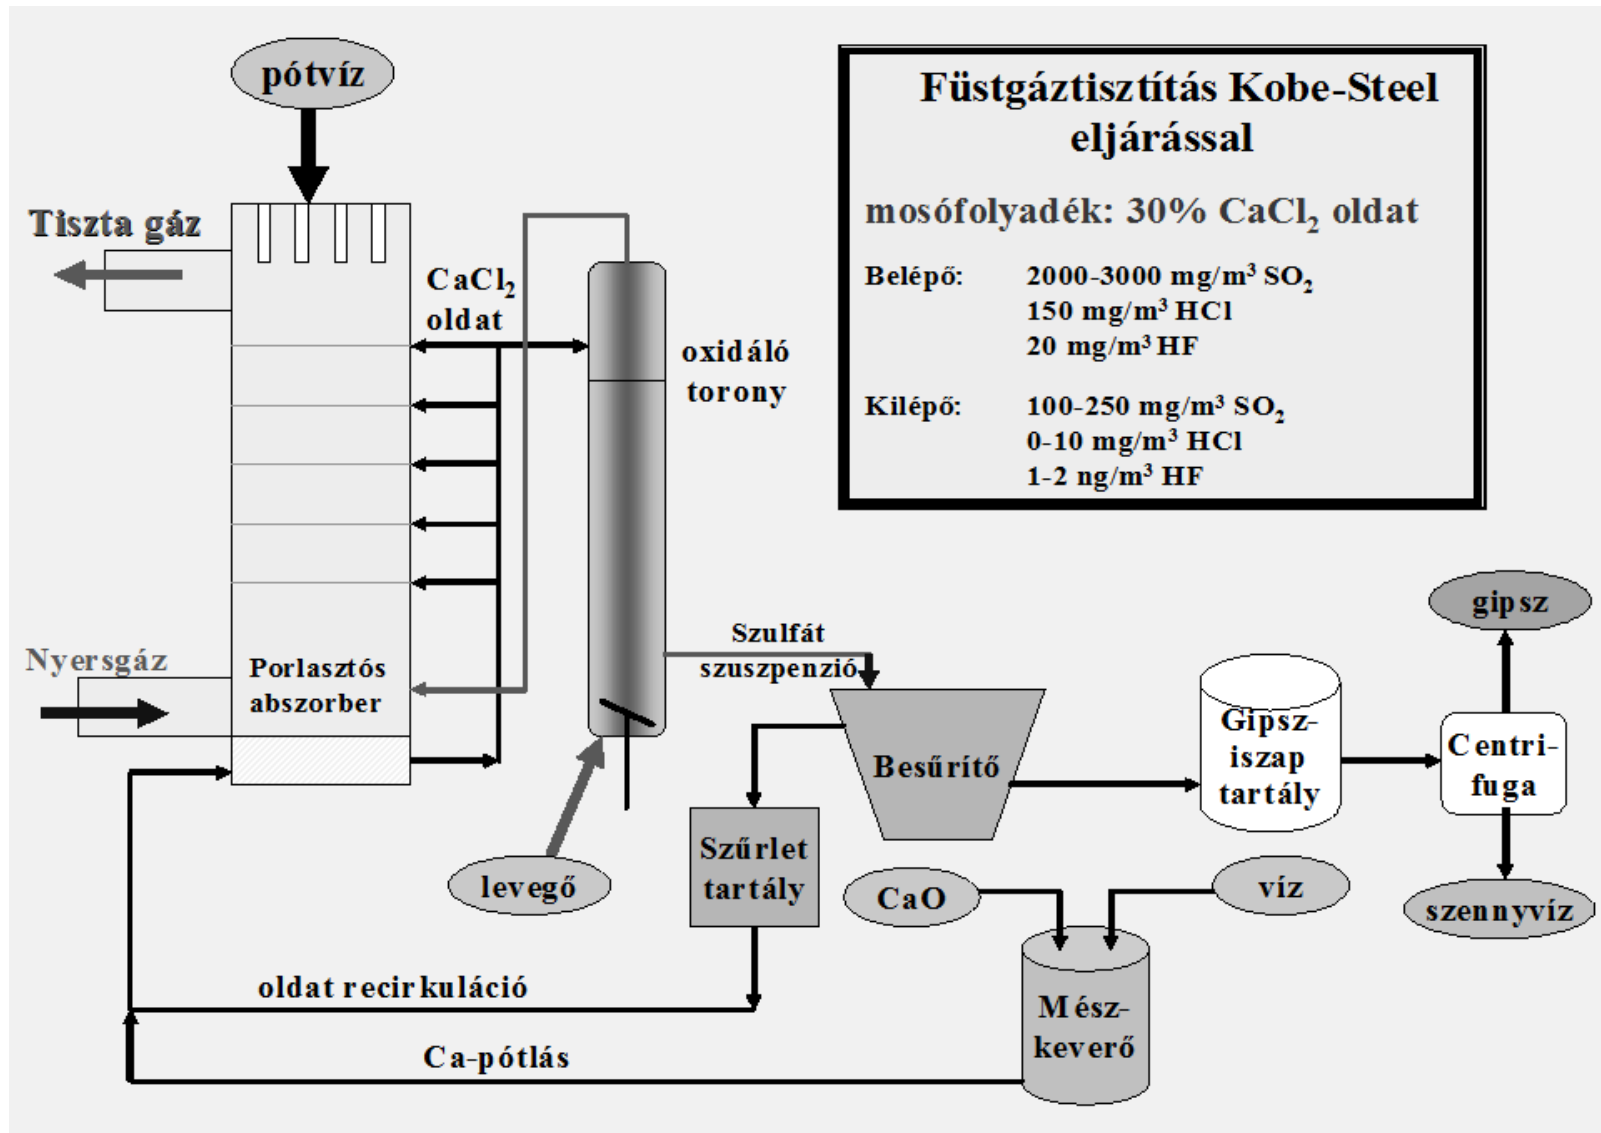 pótvíz
Füstgáztisztítás Kobe-Steel
eljárással
mosófolyadék: 30% CaCl₂ oldat
Belépő: 2000-3000 mg/m³ SO₂
150 mg/m³ HCl
20 mg/m³ HF
Kilépő: 100-250 mg/m³ SO₂
0-10 mg/m³ HCl
1-2 ng/m³ HF
Tiszta gáz
CaCl₂
oldat
oxidáló
torony
Nyersgáz
Porlasztós
abszorber
Szulfát
szuszpenzió
gipsz
Besűrítő
Gipsz-
iszap
tartály
Centri-
fuga
Szűrlet
tartály
levegő
CaO
víz
szennyvíz
oldat recirkuláció
Mész-
keverő
Ca-pótlás